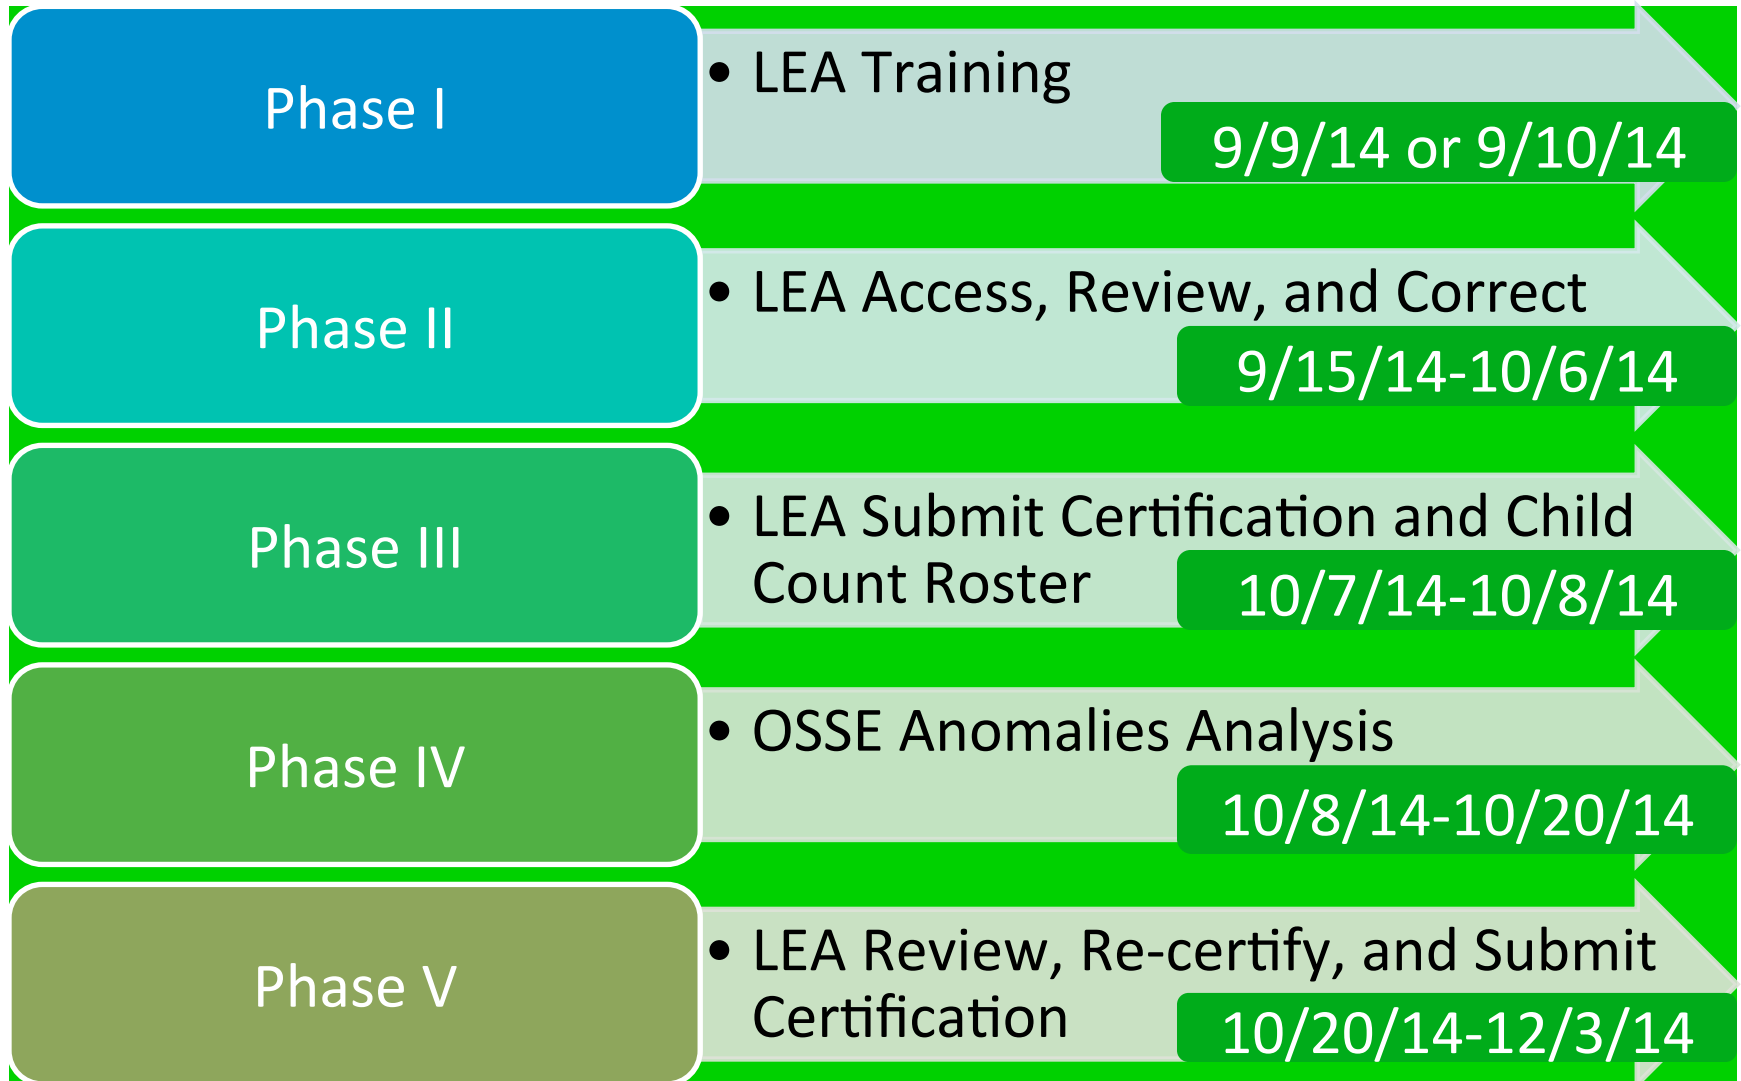 Phase I
• LEA Training
9/9/14 or 9/10/14
Phase II
• LEA Access, Review, and Correct
9/15/14-10/6/14
Phase III
• LEA Submit Certification and Child
Count Roster
10/7/14-10/8/14
Phase IV
• OSSE Anomalies Analysis
10/8/14-10/20/14
Phase V
• LEA Review, Re-certify, and Submit
Certification
10/20/14-12/3/14